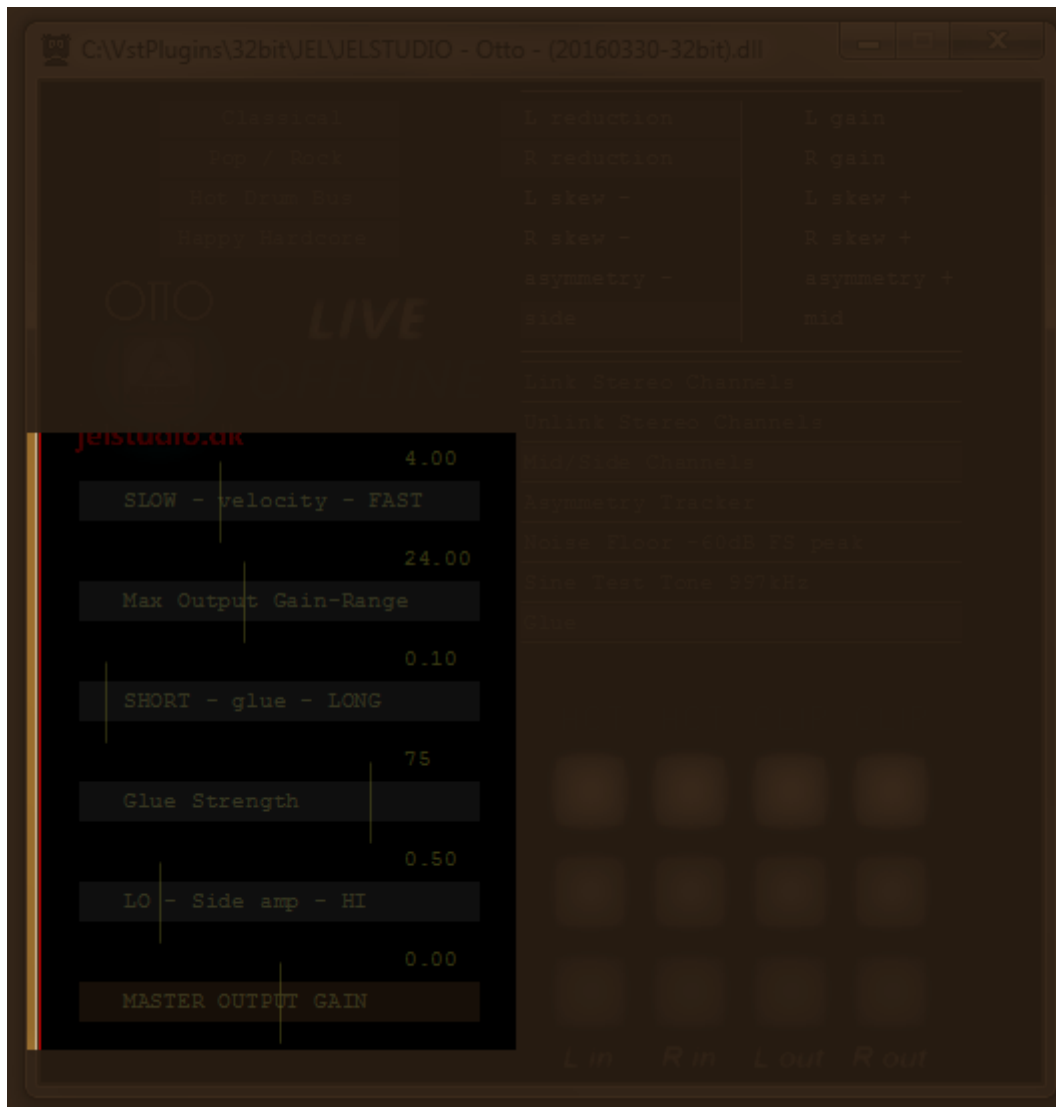 C:\VstPlugins\32bit\JEL\JELSTUDIO - Otto - (20160330-32bit).dll
Classical
Pop / Rock
Hot Drum Bus
Happy Hardcore
L reduction L gain
R reduction R gain
L skew - L skew +
R skew - R skew +
asymmetry - asymmetry +
side mid
OTTO
LIVE
OFFLINE
Link Stereo Channels
Unlink Stereo Channels
Mid/Side Channels
Asymmetry Tracker
Noise Floor -60dB FS peak
Sine Test Tone 997kHz
Glue
jelstudio.dk
4.00
SLOW - velocity - FAST
24.00
Max Output Gain-Range
0.10
SHORT - glue - LONG
75
Glue Strength
0.50
LO - Side amp - HI
0.00
MASTER OUTPUT GAIN
L in R in L out R out